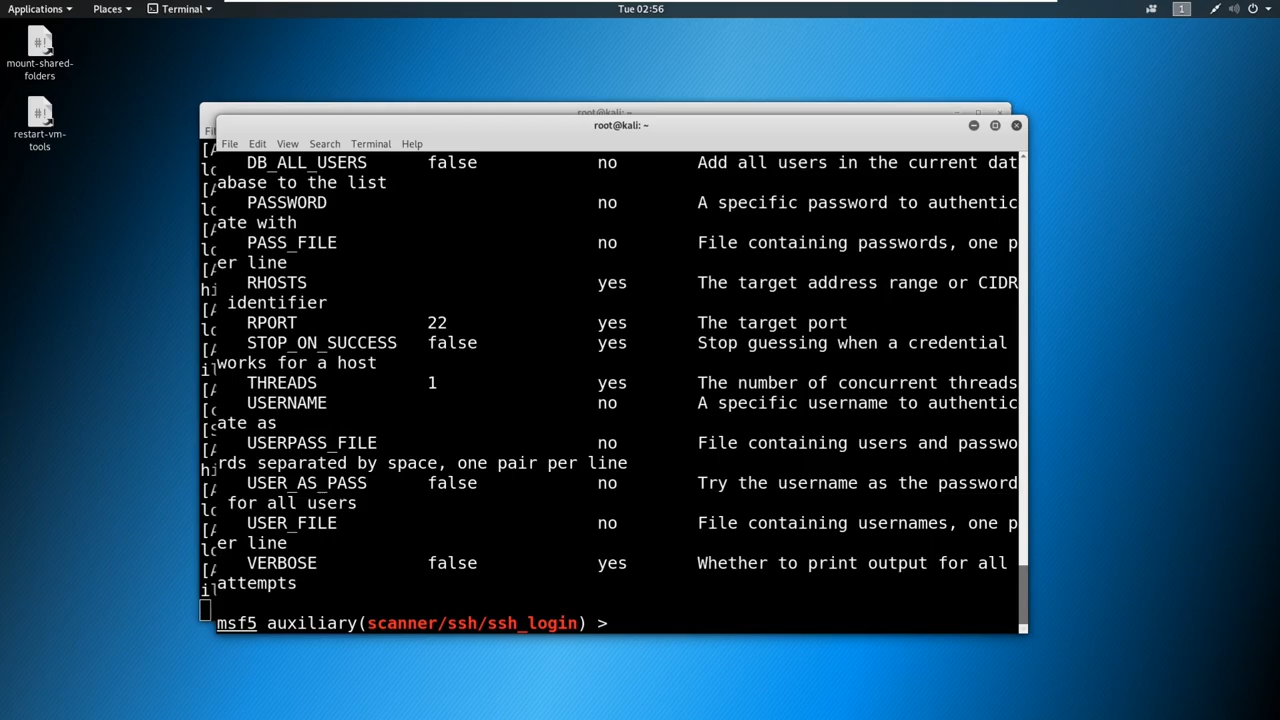 Applications Places Terminal Tue 02:56 1
mount-shared-
folders
restart-vm-
tools
root@kali: ~
root@kali: ~
File Edit View Search Terminal Help
DB_ALL_USERS false no Add all users in the current dat
abase to the list
PASSWORD no A specific password to authentic
ate with
PASS_FILE no File containing passwords, one p
er line
RHOSTS yes The target address range or CIDR
identifier
RPORT 22 yes The target port
STOP_ON_SUCCESS false yes Stop guessing when a credential
works for a host
THREADS 1 yes The number of concurrent threads
USERNAME no A specific username to authentic
ate as
USERPASS_FILE no File containing users and passwo
rds separated by space, one pair per line
USER_AS_PASS false no Try the username as the password
for all users
USER_FILE no File containing usernames, one p
er line
VERBOSE false yes Whether to print output for all
attempts
msf5 auxiliary(scanner/ssh/ssh_login) >